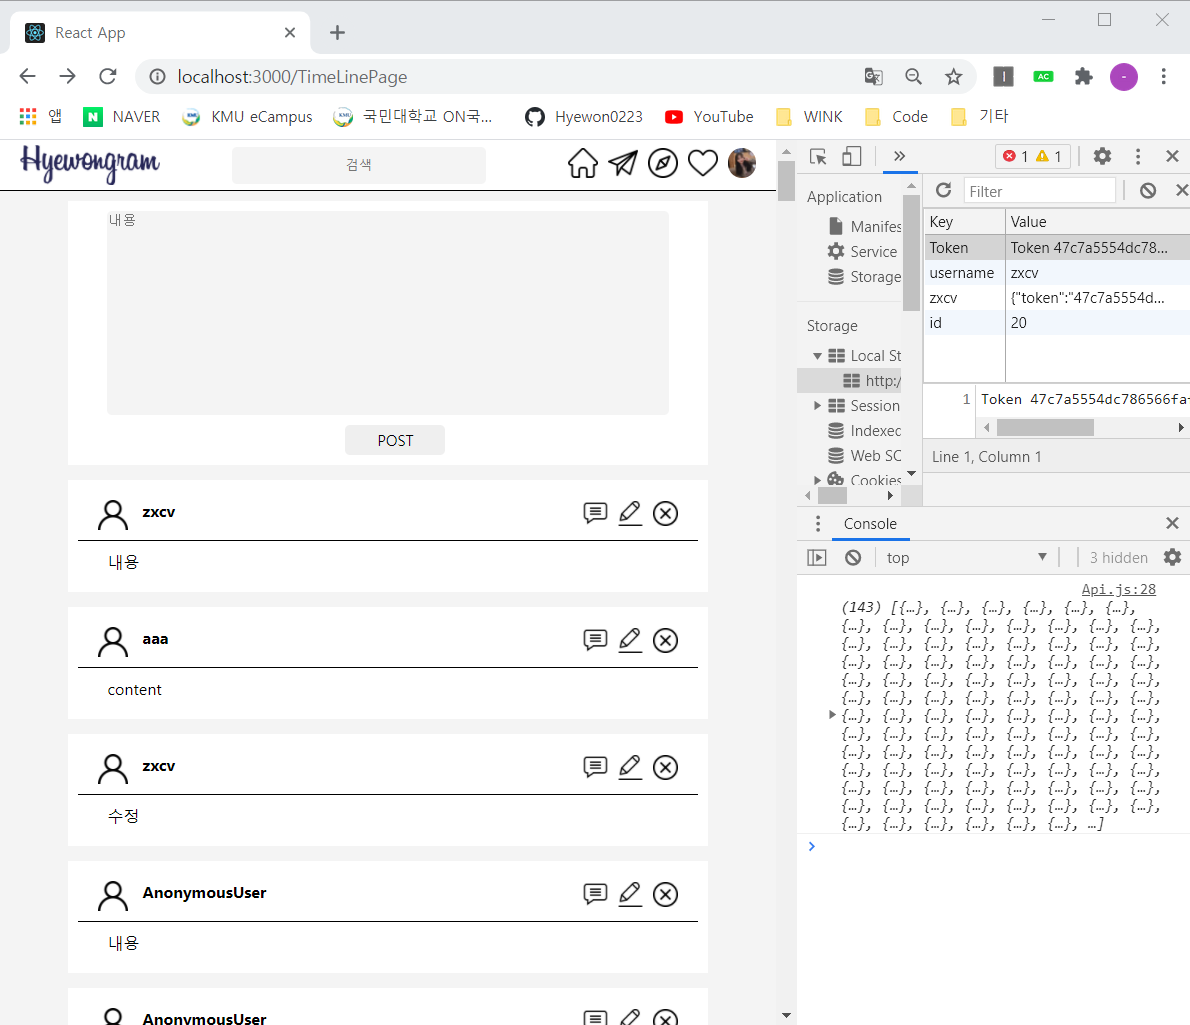 React App
localhost:3000/TimeLinePage
앱 NAVER KMU eCampus 국민대학교 ON국... Hyewon0223 YouTube WINK Code 기타
Hyewongram 검색
내용
POST
zxcv
내용
aaa
content
zxcv
수정
AnonymousUser
내용
AnonymousUser
1 1
Application
Manifes
Service
Storage
Storage
Local St
http:/
Session
Indexed
Web SQ
Cookies
Filter
Key Value
Token Token 47c7a5554dc78...
username zxcv
zxcv {"token":"47c7a5554d...
id 20
1 Token 47c7a5554dc786566fa
Line 1, Column 1
Console
top 3 hidden
Api.js:28
(143) [{…}, {…}, {…}, {…}, {…}, {…},
{…}, {…}, {…}, {…}, {…}, {…}, {…}, {…},
{…}, {…}, {…}, {…}, {…}, {…}, {…}, {…},
{…}, {…}, {…}, {…}, {…}, {…}, {…}, {…},
{…}, {…}, {…}, {…}, {…}, {…}, {…}, {…},
{…}, {…}, {…}, {…}, {…}, {…}, {…}, {…},
{…}, {…}, {…}, {…}, {…}, {…}, {…}, {…},
{…}, {…}, {…}, {…}, {…}, {…}, {…}, {…},
{…}, {…}, {…}, {…}, {…}, {…}, {…}, {…},
{…}, {…}, {…}, {…}, {…}, {…}, {…}, {…},
{…}, {…}, {…}, {…}, {…}, {…}, {…}, {…},
{…}, {…}, {…}, {…}, {…}, {…}, {…}, {…},
{…}, {…}, {…}, {…}, {…}, {…}, …]